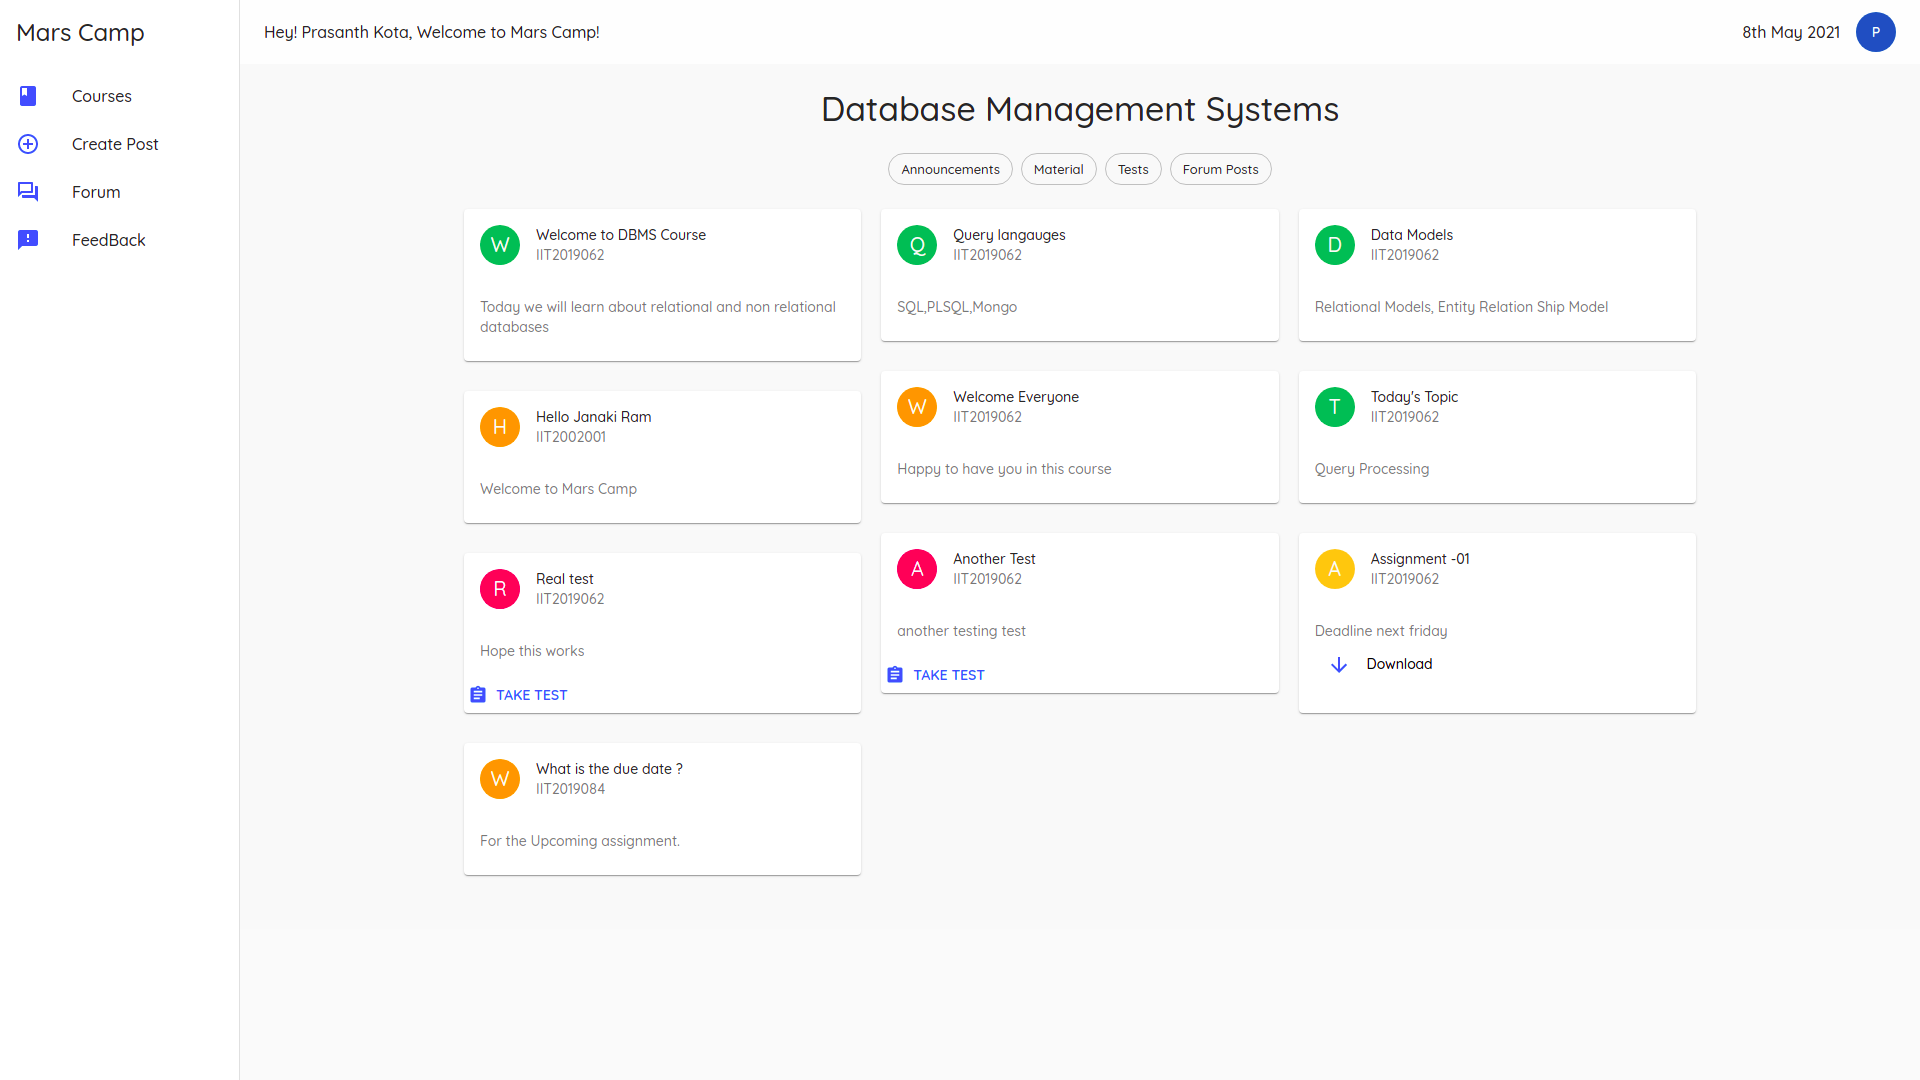 Mars Camp
Courses
Create Post
Forum
FeedBack
Hey! Prasanth Kota, Welcome to Mars Camp!
8th May 2021
P
Database Management Systems
Announcements
Material
Tests
Forum Posts
W
Welcome to DBMS Course
IIT2019062
Today we will learn about relational and non relational
databases
H
Hello Janaki Ram
IIT2002001
Welcome to Mars Camp
R
Real test
IIT2019062
Hope this works
TAKE TEST
W
What is the due date ?
IIT2019084
For the Upcoming assignment.
Q
Query langauges
IIT2019062
SQL,PLSQL,Mongo
W
Welcome Everyone
IIT2019062
Happy to have you in this course
A
Another Test
IIT2019062
another testing test
TAKE TEST
D
Data Models
IIT2019062
Relational Models, Entity Relation Ship Model
T
Today's Topic
IIT2019062
Query Processing
A
Assignment -01
IIT2019062
Deadline next friday
Download